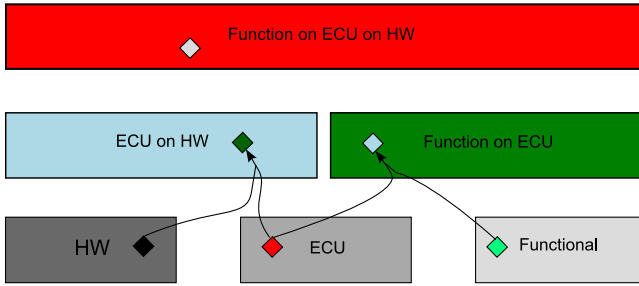 Function on ECU on HW
ECU on HW
Function on ECU
HW
ECU
Functional